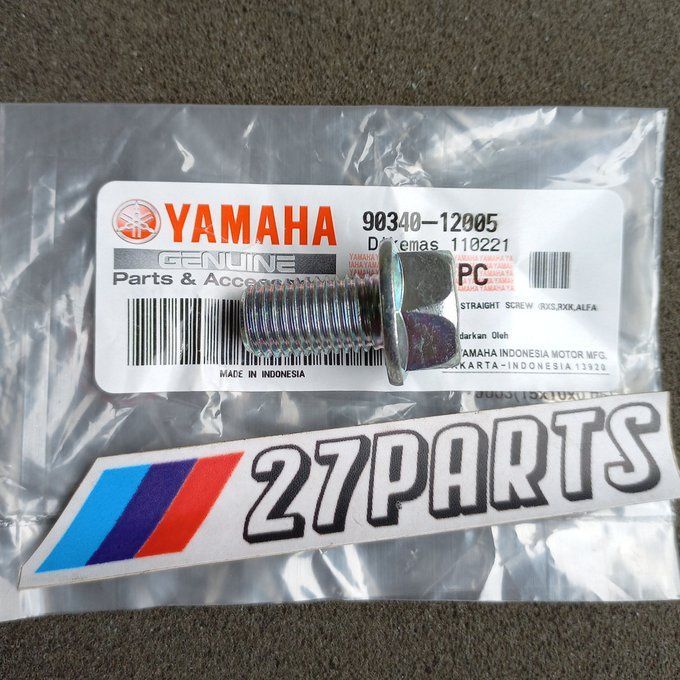 YAMAHA
GENUINE
Parts & Access
90340-12005
Dikemas 110221
PC
STRAIGHT SCREW (RXS,RXK,ALFA
darkan Oleh
YAMAHA INDONESIA MOTOR MFG.
JAKARTA-INDONESIA 13920
MADE IN INDONESIA
27PARTS